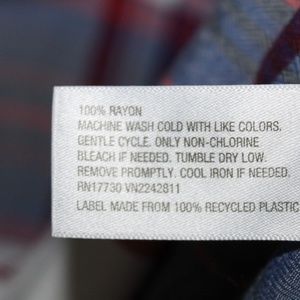 100% RAYON
MACHINE WASH COLD WITH LIKE COLORS,
GENTLE CYCLE. ONLY NON-CHLORINE
BLEACH IF NEEDED. TUMBLE DRY LOW.
REMOVE PROMPTLY. COOL IRON IF NEEDED.
RN17730 VN2242811
LABEL MADE FROM 100% RECYCLED PLASTIC